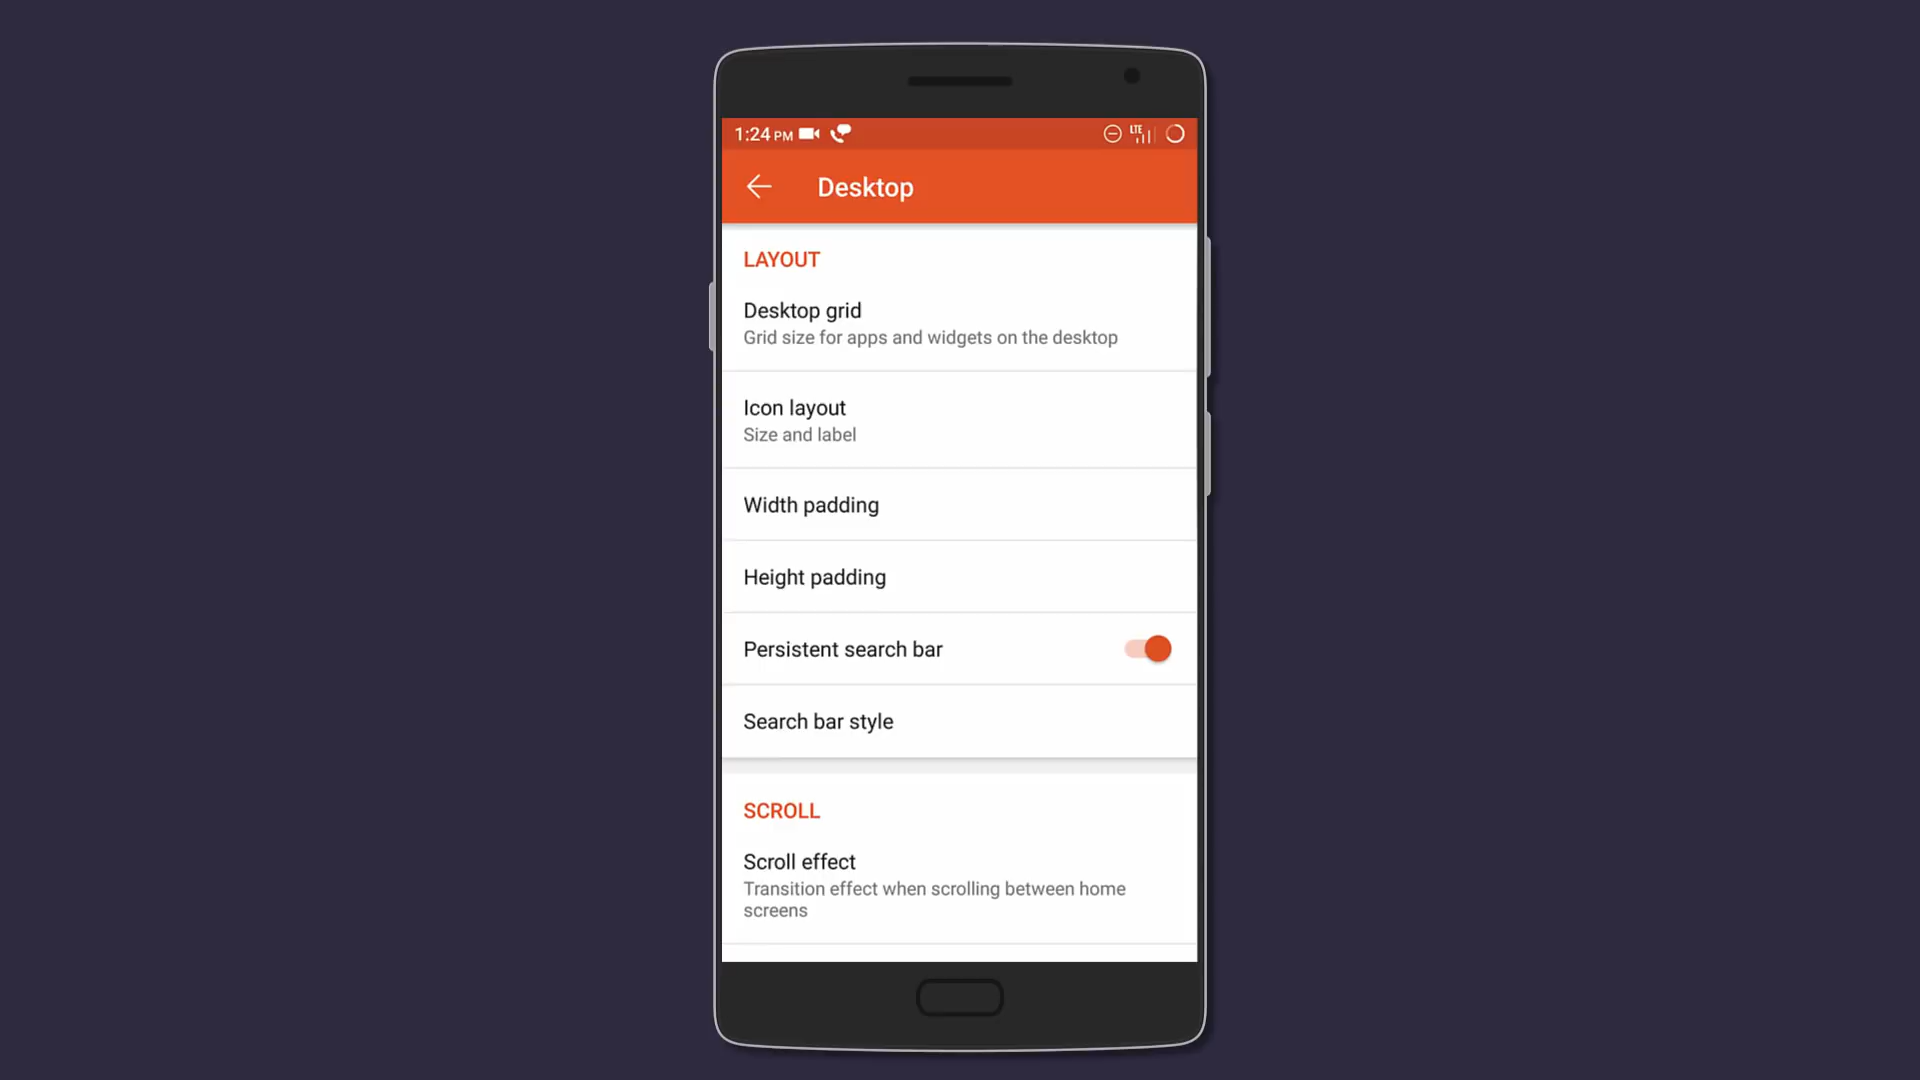 1:24 PM
LTE
Desktop
LAYOUT
Desktop grid
Grid size for apps and widgets on the desktop
Icon layout
Size and label
Width padding
Height padding
Persistent search bar
Search bar style
SCROLL
Scroll effect
Transition effect when scrolling between home
screens